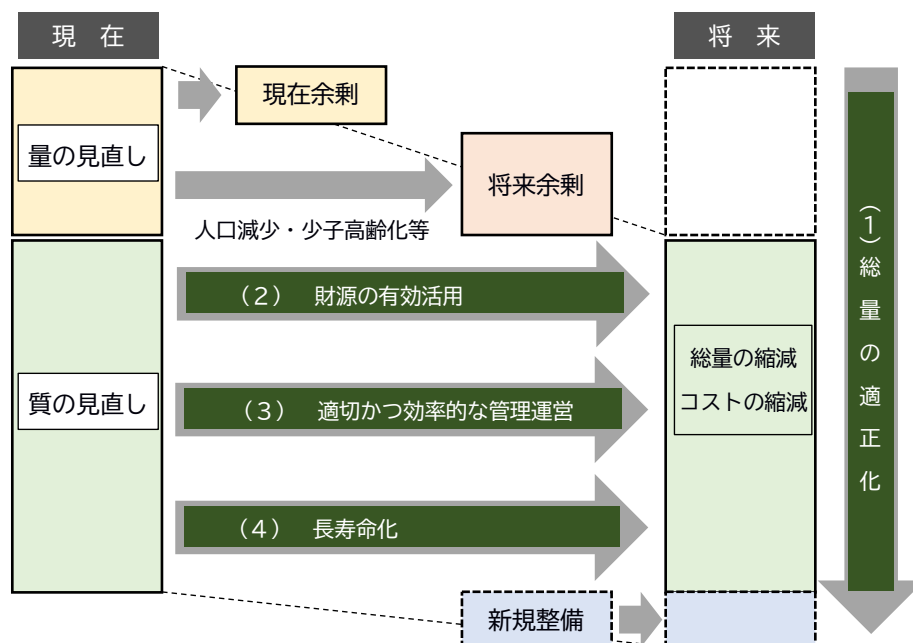 現　在
将　来
現在余剰
量の見直し
将来余剰
人口減少・少子高齢化等
（１）総量の適正化
（２）　財源の有効活用
総量の縮減
コストの縮減
質の見直し
（３）　適切かつ効率的な管理運営
（４）　長寿命化
新規整備